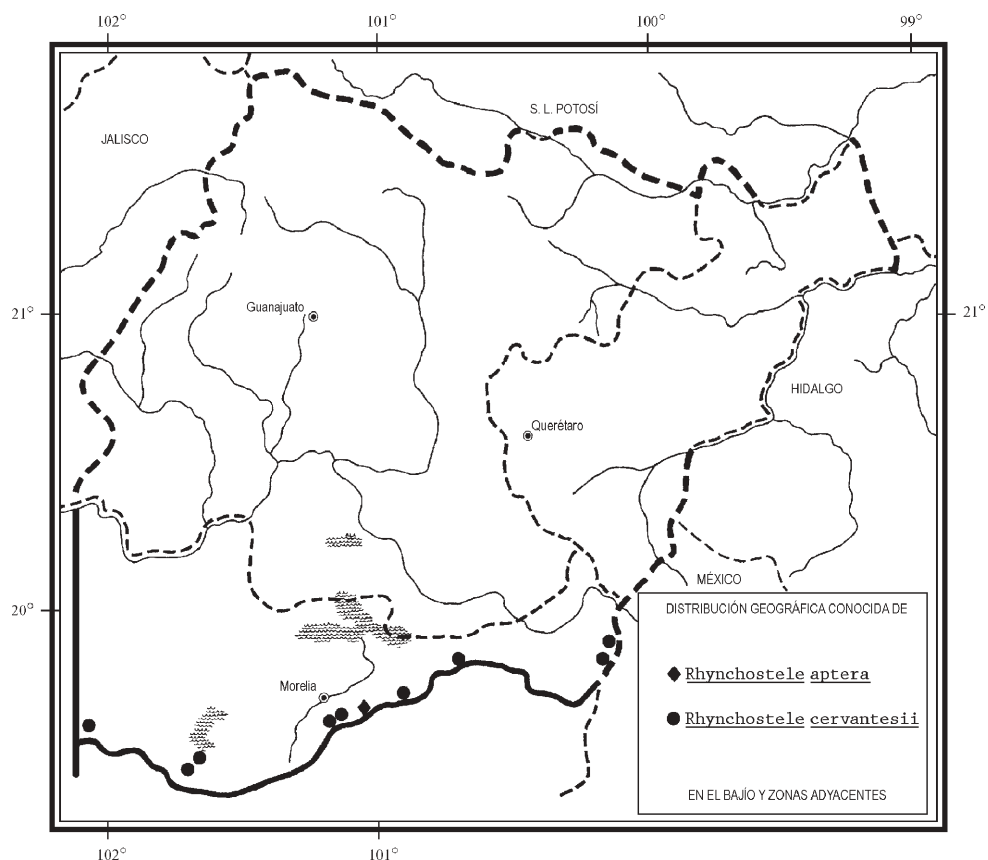 102° 101° 100° 99°
S. L. POTOSÍ
JALISCO
Guanajuato
21° 21°
HIDALGO
Querétaro
MÉXICO
20°
DISTRIBUCIÓN GEOGRÁFICA CONOCIDA DE
Rhynchostele aptera
Morelia
Rhynchostele cervantesii
EN EL BAJÍO Y ZONAS ADYACENTES
102° 101°